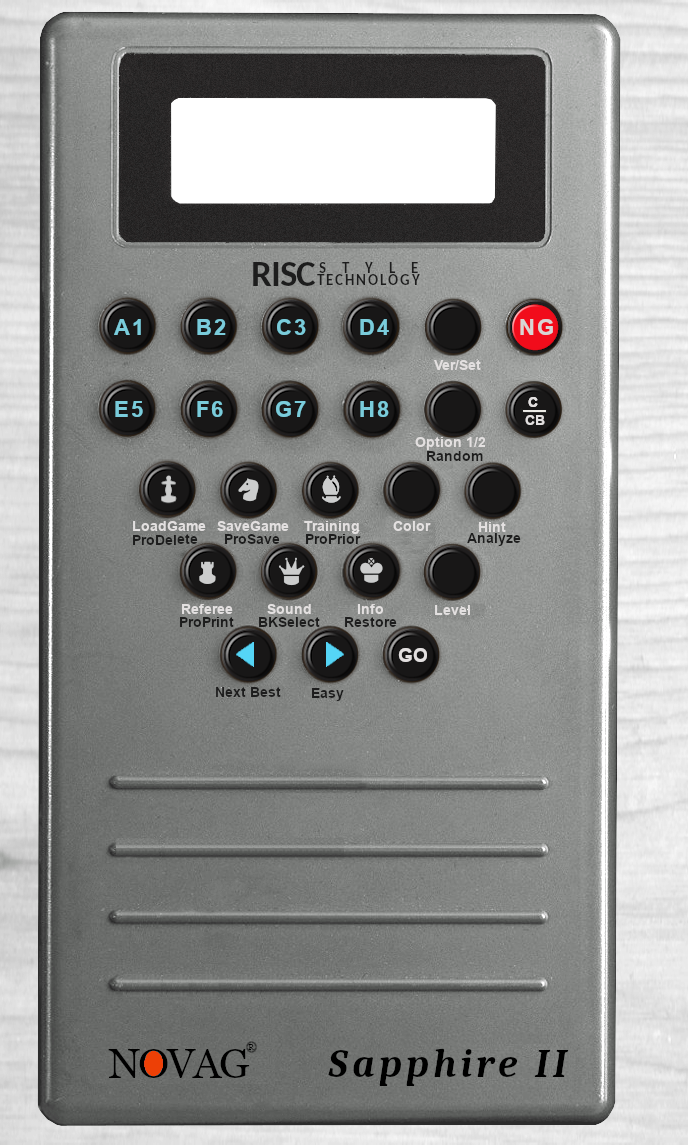 RISC STYLE TECHNOLOGY
A1 B2 C3 D4 NG
Ver/Set
E5 F6 G7 H8 C/CB
Option 1/2
Random
LoadGame SaveGame Training Color Hint
ProDelete ProSave ProPrior Analyze
Referee Sound Info Level
ProPrint BKSelect Restore
GO
Next Best Easy
NOVAG® Sapphire II